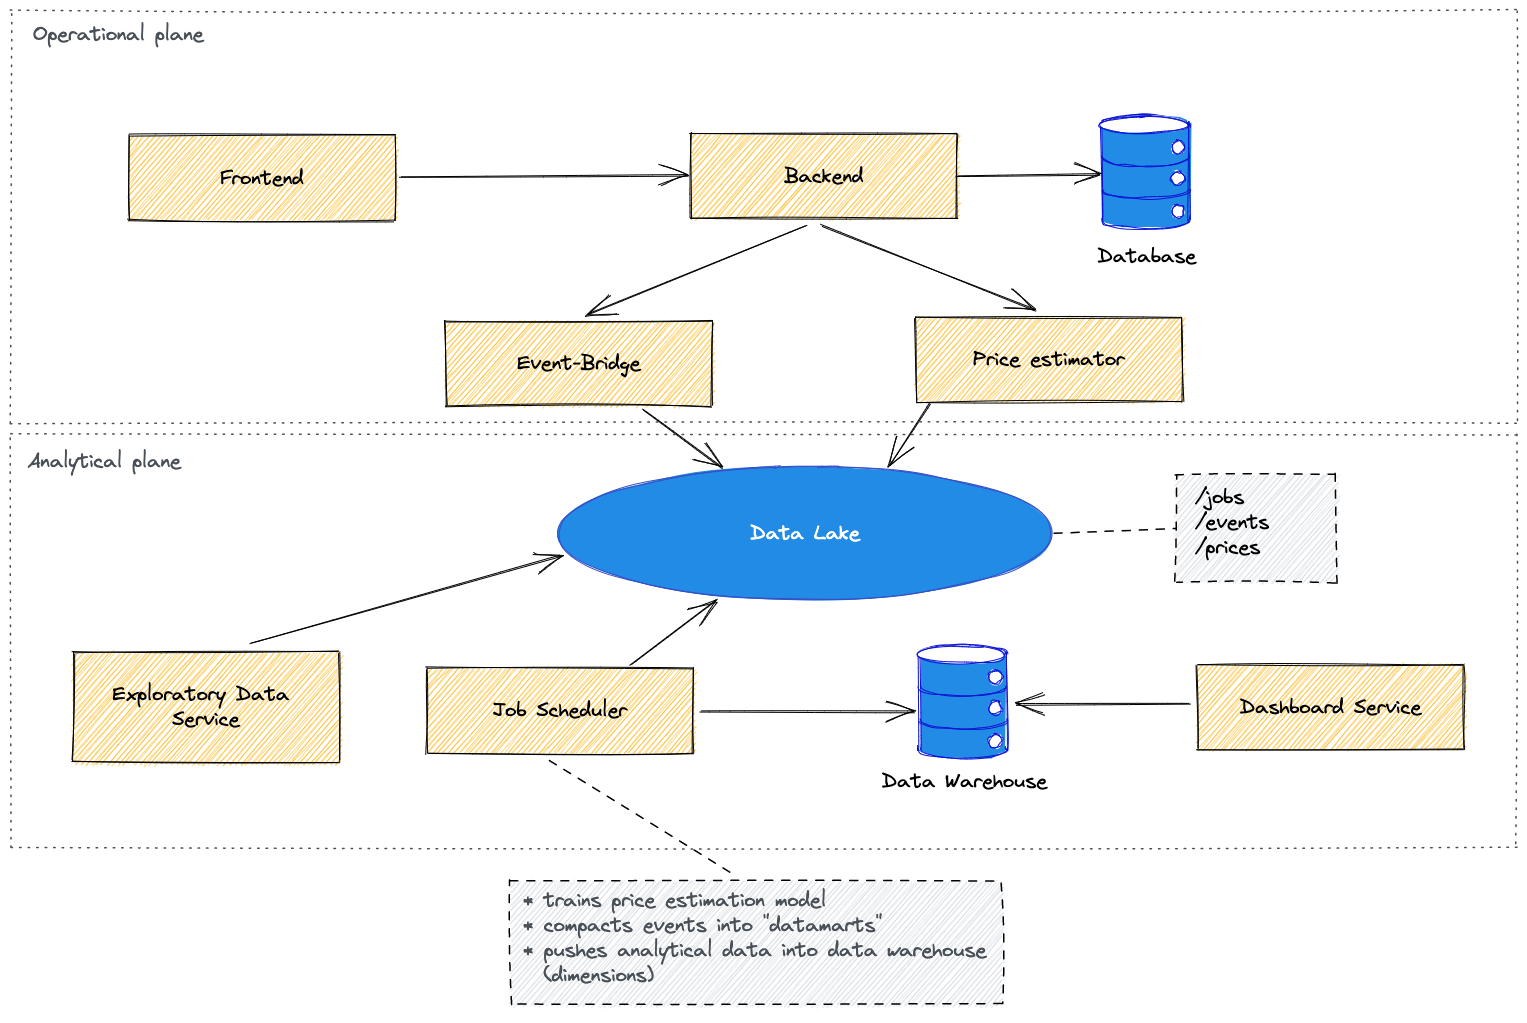 Operational plane
Frontend
Backend
Database
Event-Bridge
Price estimator
Analytical plane
Data Lake
/jobs
/events
/prices
Exploratory Data
Service
Job Scheduler
Data Warehouse
Dashboard Service
* trains price estimation model
* compacts events into "datamarts"
* pushes analytical data into data warehouse
(dimensions)